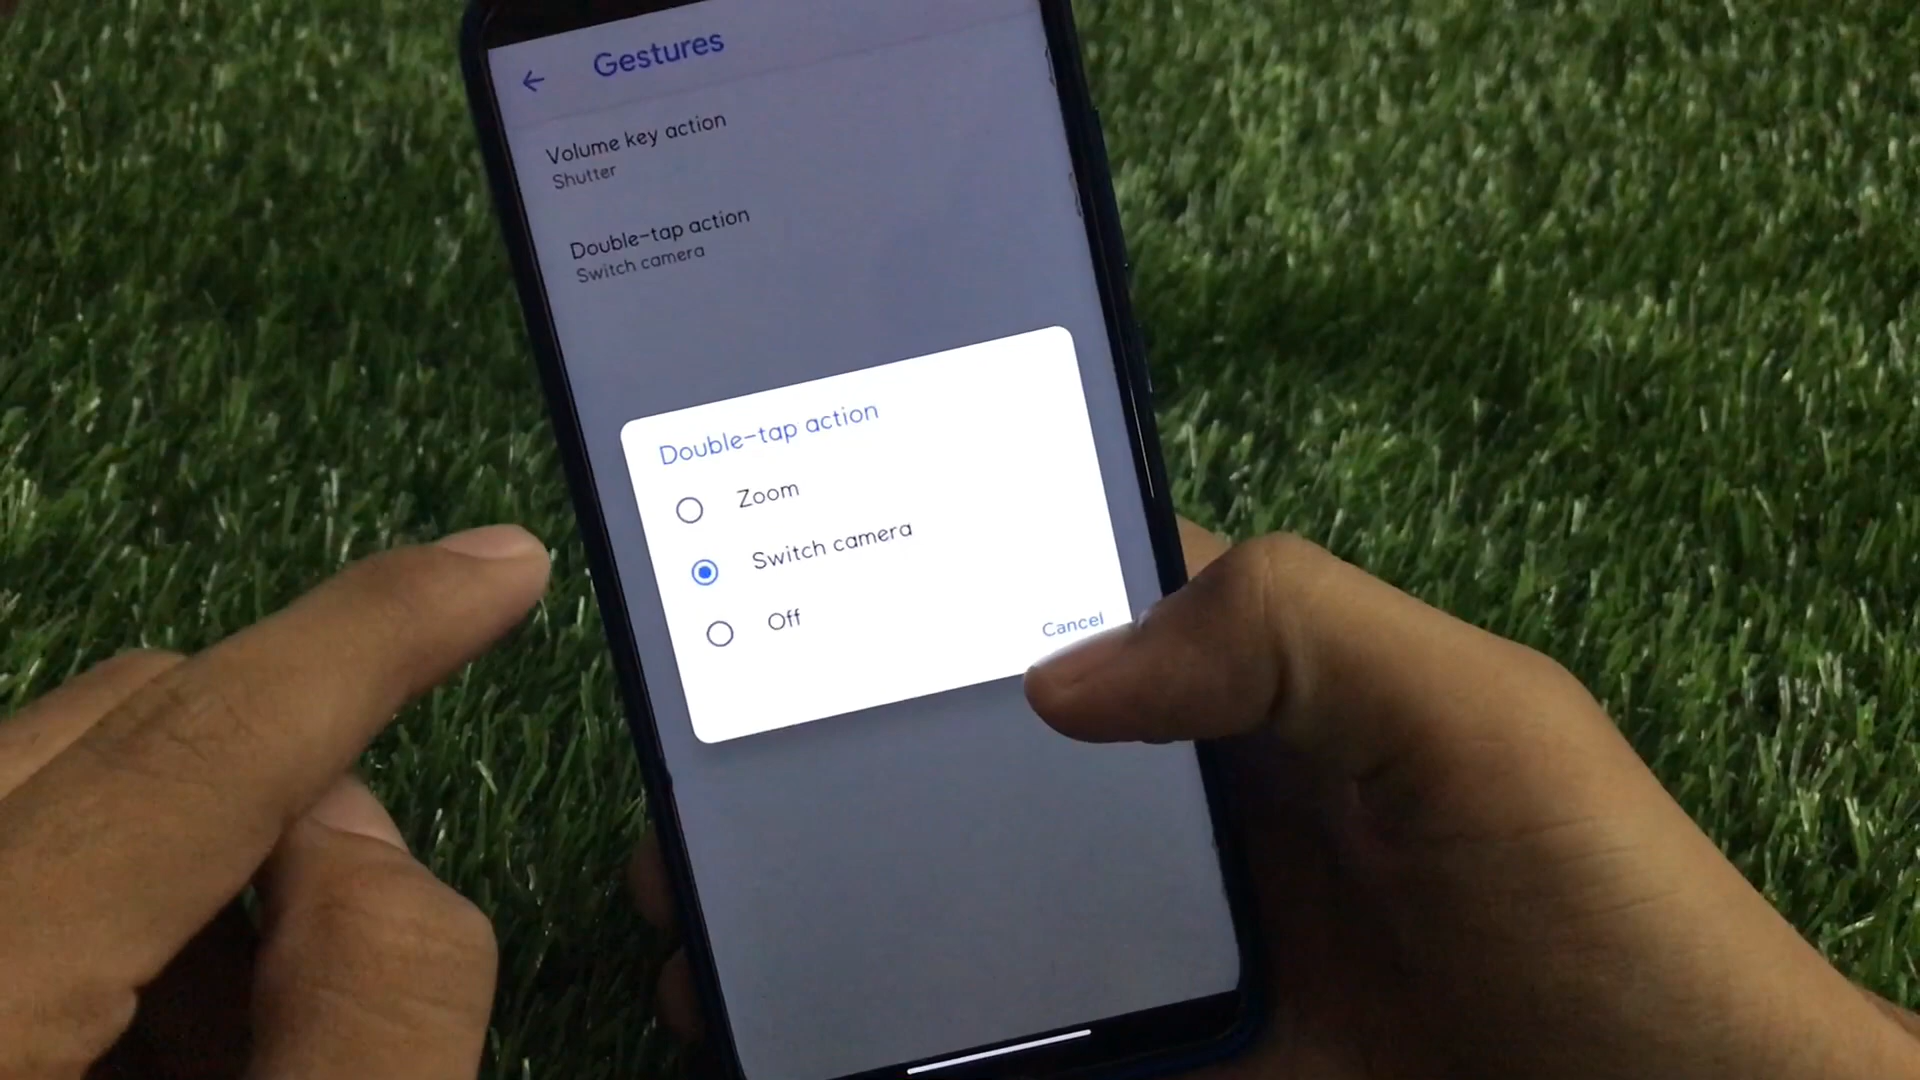 Gestures
Volume key action
Shutter
Double-tap action
Switch camera
Double-tap action
Zoom
Switch camera
Off
Cancel